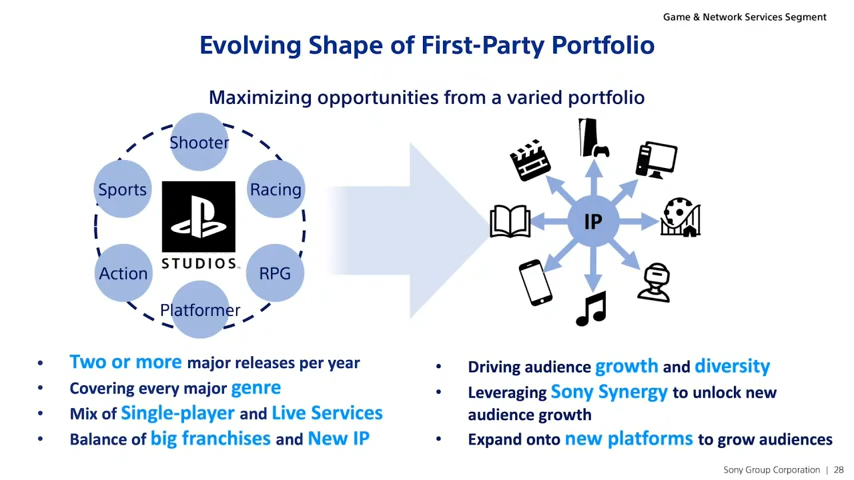 Game & Network Services Segment
Evolving Shape of First-Party Portfolio
Maximizing opportunities from a varied portfolio
Shooter
Sports
Racing
STUDIOS™
Action
RPG
Platformer
IP
• Two or more major releases per year
• Covering every major genre
• Mix of Single-player and Live Services
• Balance of big franchises and New IP
• Driving audience growth and diversity
• Leveraging Sony Synergy to unlock new
audience growth
• Expand onto new platforms to grow audiences
Sony Group Corporation | 28